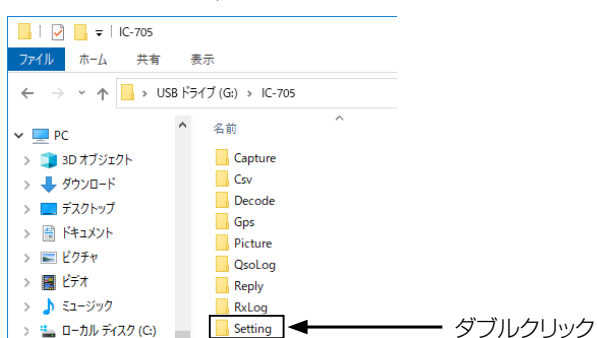 IC-705
ファイル ホーム 共有 表示
USB ドライブ (G:) > IC-705
PC
3D オブジェクト
ダウンロード
デスクトップ
ドキュメント
ピクチャ
ビデオ
ミュージック
ローカル ディスク (C:)
名前
Capture
Csv
Decode
Gps
Picture
QsoLog
Reply
RxLog
Setting
ダブルクリック